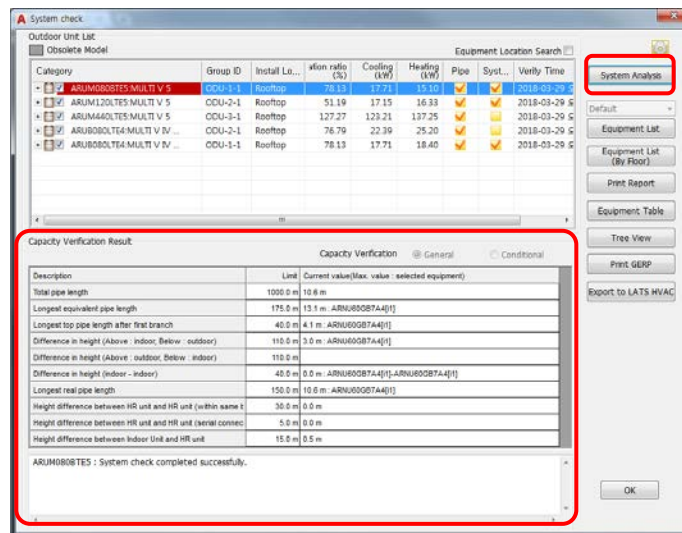 System check
Outdoor Unit List
Obsolete Model
Equipment Location Search
Category Group ID Install Lo... ation ratio (%) Cooling (kW) Heating (kW) Pipe Syst... Verily Time
ARUM080BTE5:MULTI V 5 ODU-1-1 Rooftop 78.13 17.71 15.10 2018-03-29
ARUM120LTE5:MULTI V 5 ODU-2-1 Rooftop 51.19 17.15 16.33 2018-03-29
ARUM440LTE5:MULTI V 5 ODU-3-1 Rooftop 127.27 123.21 137.25 2018-03-29
ARUB080LTE4:MULTI V IV ... ODU-2-1 Rooftop 76.79 22.39 25.20 2018-03-29
ARUB080LTE4:MULTI V IV ... ODU-1-1 Rooftop 78.13 17.71 18.40 2018-03-29
System Analysis
Default
Equipment List
Equipment List
(By Floor)
Print Report
Equipment Table
Tree View
Print GERP
Export to LATS HVAC
Capacity Verification Result
Capacity Verification General Conditional
Description Limit Current value(Max. value : selected equipment)
Total pipe length 1000.0 m 10.6 m
Longest equivalent pipe length 175.0 m 13.1 m : ARNU60GB7A4[I1]
Longest top pipe length after first branch 40.0 m 4.1 m : ARNU60GB7A4[I1]
Difference in height (Above : indoor, Below : outdoor) 110.0 m 3.0 m : ARNU60GB7A4[I1]
Difference in height (Above : outdoor, Below : indoor) 110.0 m
Difference in height (indoor - indoor) 40.0 m 0.0 m : ARNU60GB7A4[I1]-ARNU60GB7A4[I1]
Longest real pipe length 150.0 m 10.6 m : ARNU60GB7A4[I1]
Height difference between HR unit and HR unit (within same b 30.0 m 0.0 m
Height difference between HR unit and HR unit (serial connec 5.0 m 0.0 m
Height difference between Indoor Unit and HR unit 15.0 m 0.5 m
ARUM080BTE5 : System check completed successfully.
OK